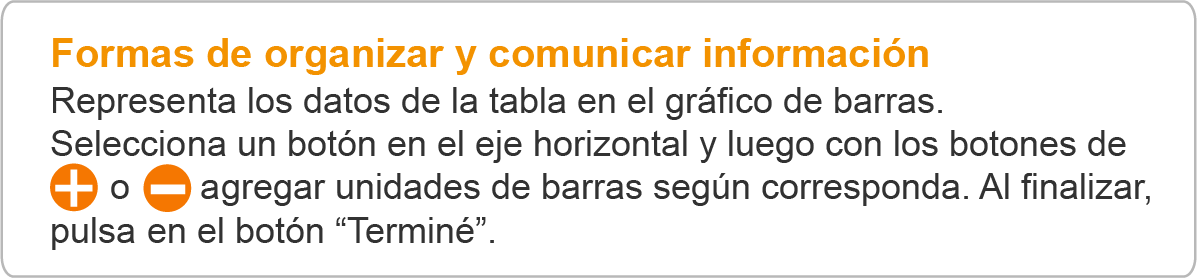 Formas de organizar y comunicar información
Representa los datos de la tabla en el gráfico de barras.
Selecciona un botón en el eje horizontal y luego con los botones de
+ o − agregar unidades de barras según corresponda. Al finalizar,
pulsa en el botón “Terminé”.